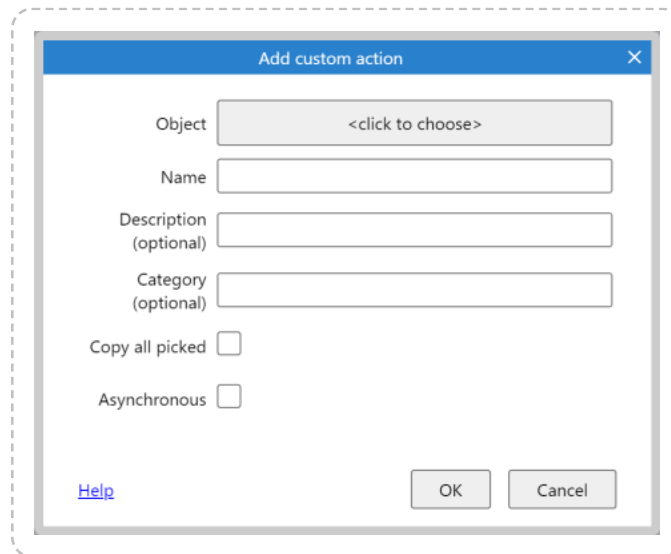 Add custom action
Object <click to choose>
Name
Description
(optional)
Category
(optional)
Copy all picked
Asynchronous
Help OK Cancel